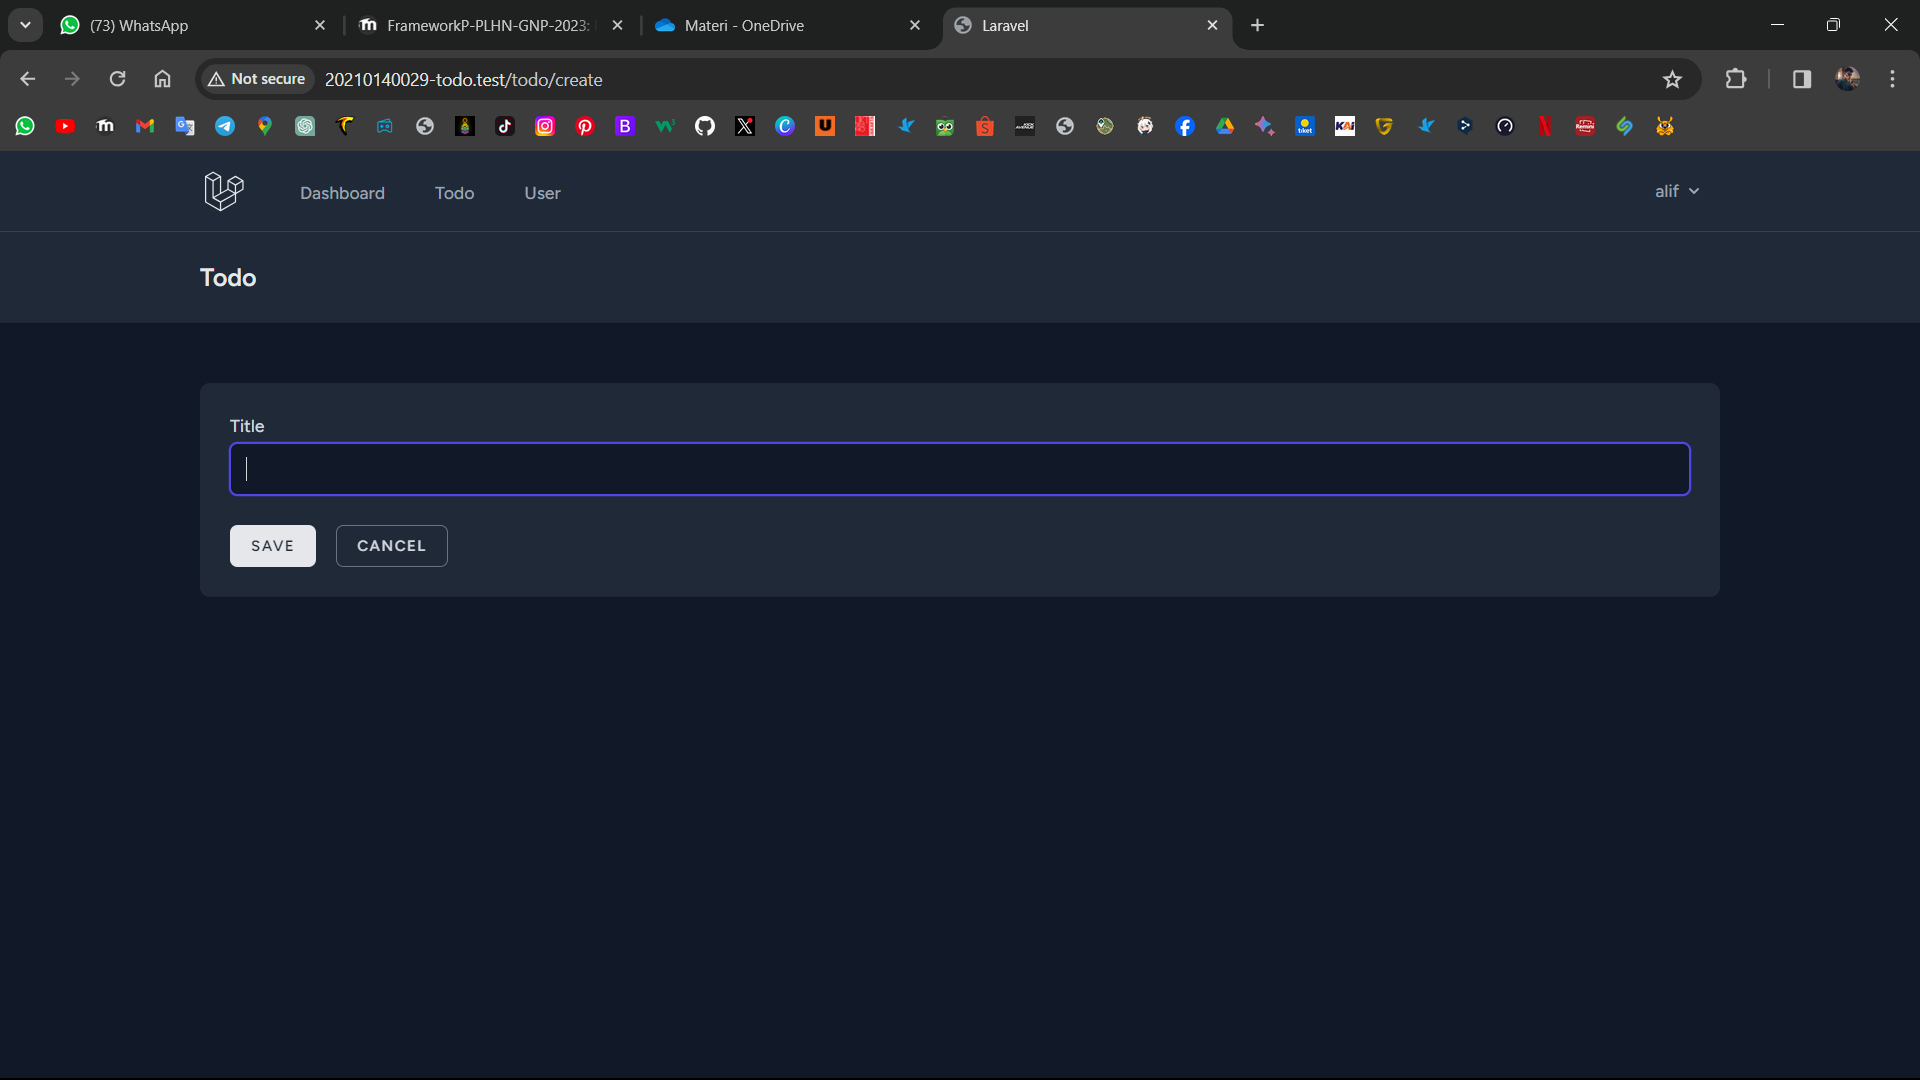 (73) WhatsApp
FrameworkP-PLHN-GNP-2023:
Materi - OneDrive
Laravel
Not secure
20210140029-todo.test/todo/create
Dashboard
Todo
User
alif
Todo
Title
SAVE
CANCEL